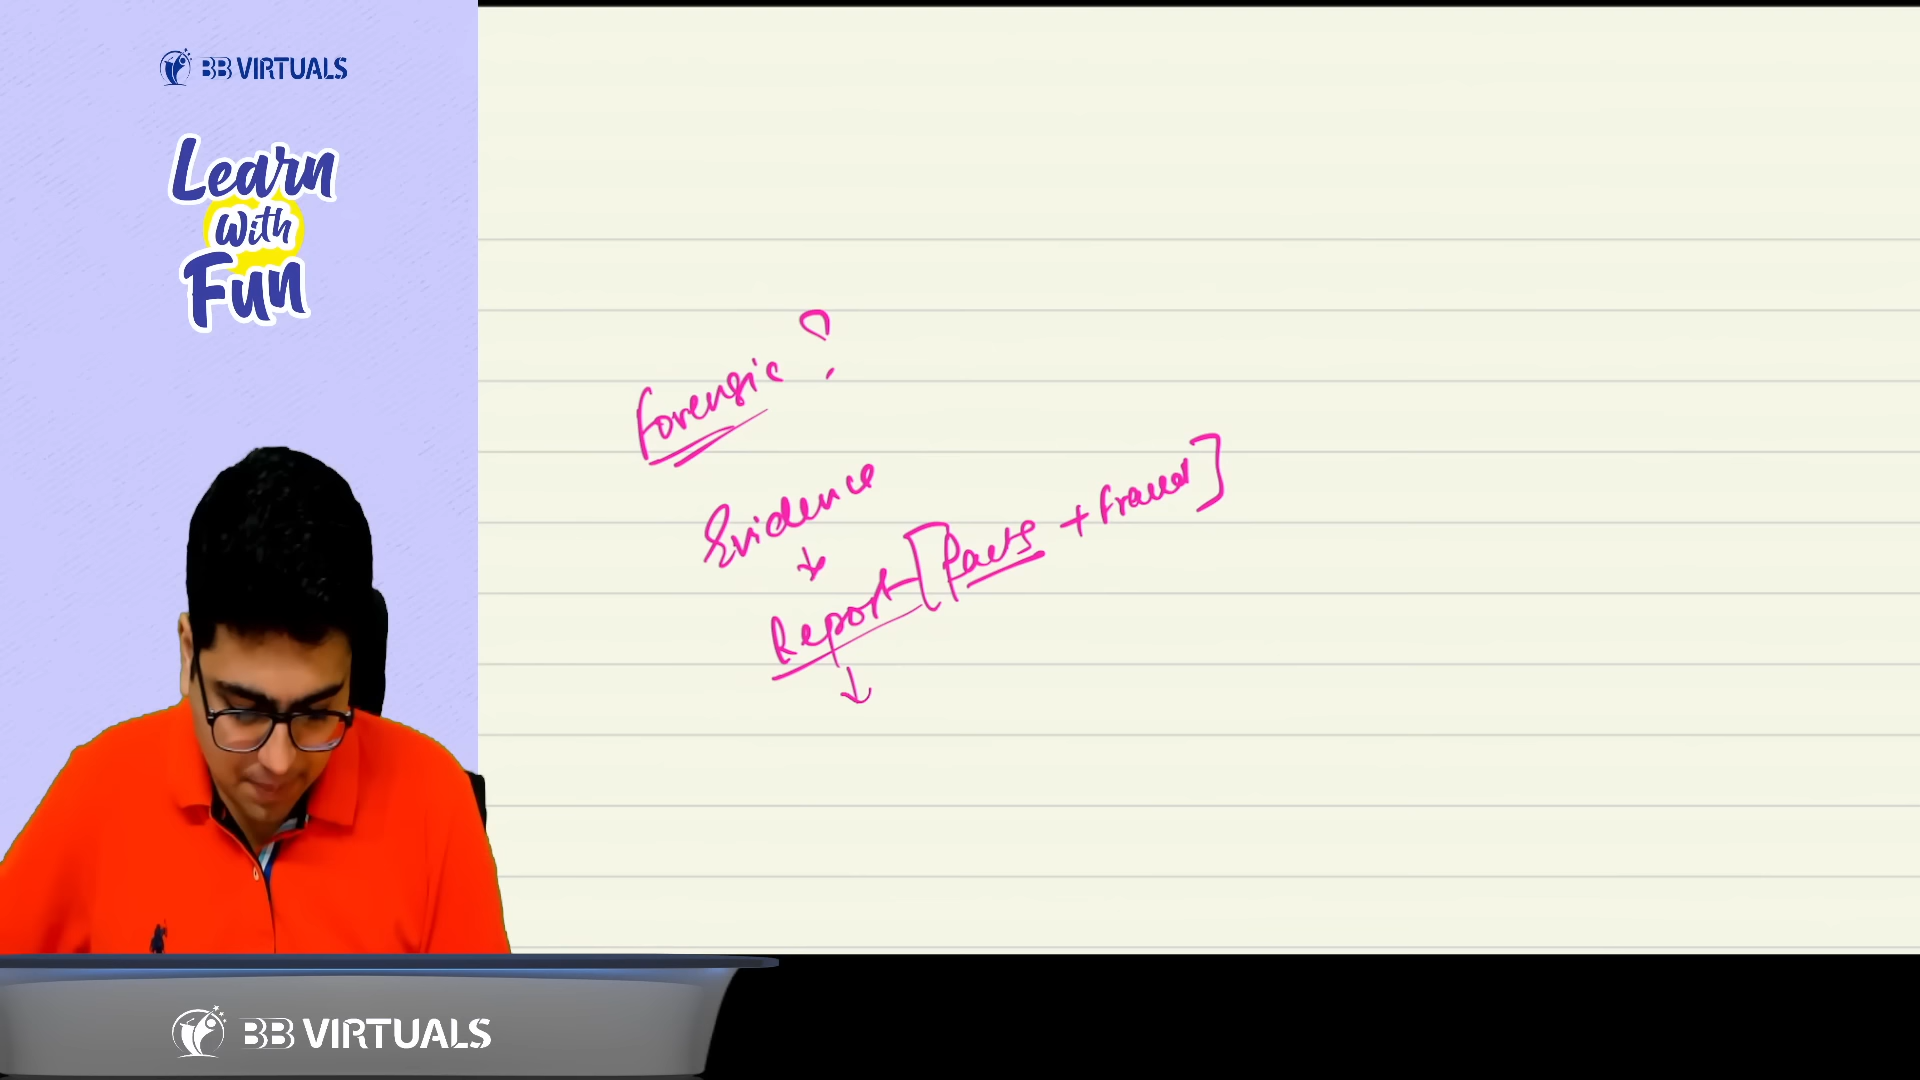 BB VIRTUALS
Learn
With
Fun
Forensic ?
Evidence
↓
Report [Facts + fraud]
↓
BB VIRTUALS